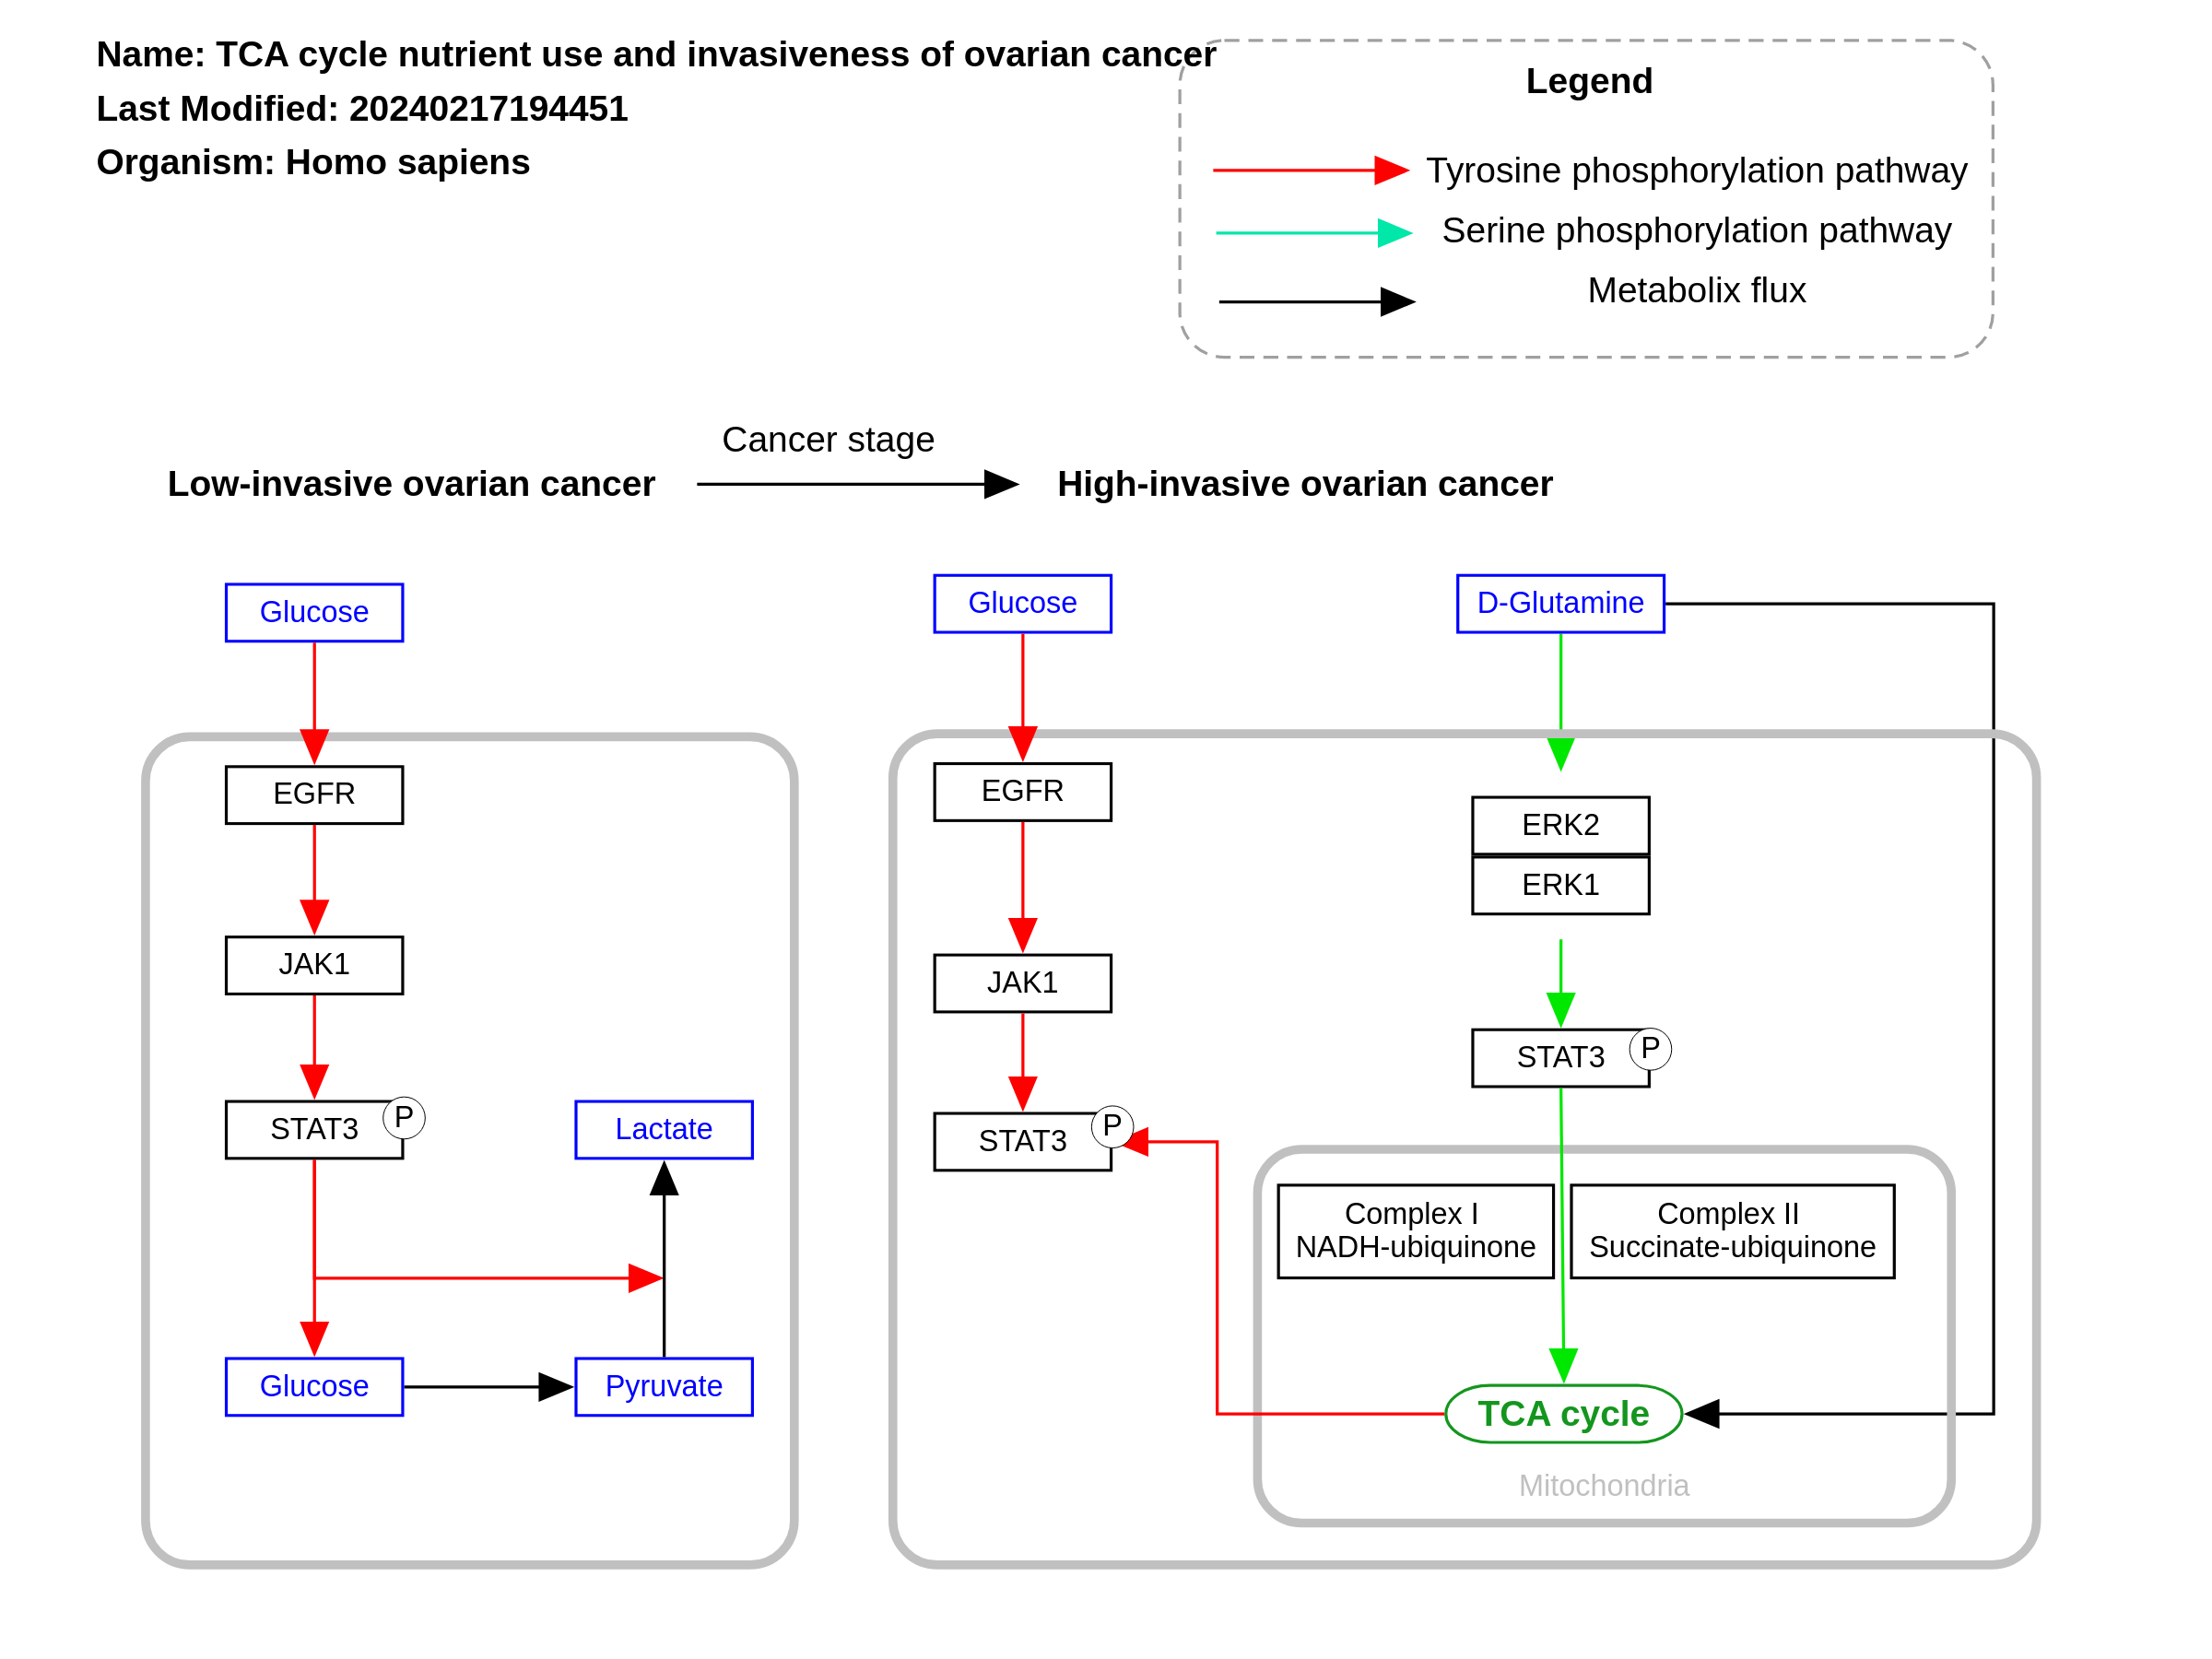 Name: TCA cycle nutrient use and invasiveness of ovarian cancer
Last Modified: 20240217194451
Organism: Homo sapiens
Legend
Tyrosine phosphorylation pathway
Serine phosphorylation pathway
Metabolix flux
Cancer stage
Low-invasive ovarian cancer
High-invasive ovarian cancer
Glucose
EGFR
JAK1
STAT3
P
Lactate
Glucose
Pyruvate
Glucose
D-Glutamine
EGFR
ERK2
ERK1
JAK1
STAT3
P
STAT3
P
Complex I
NADH-ubiquinone
Complex II
Succinate-ubiquinone
TCA cycle
Mitochondria